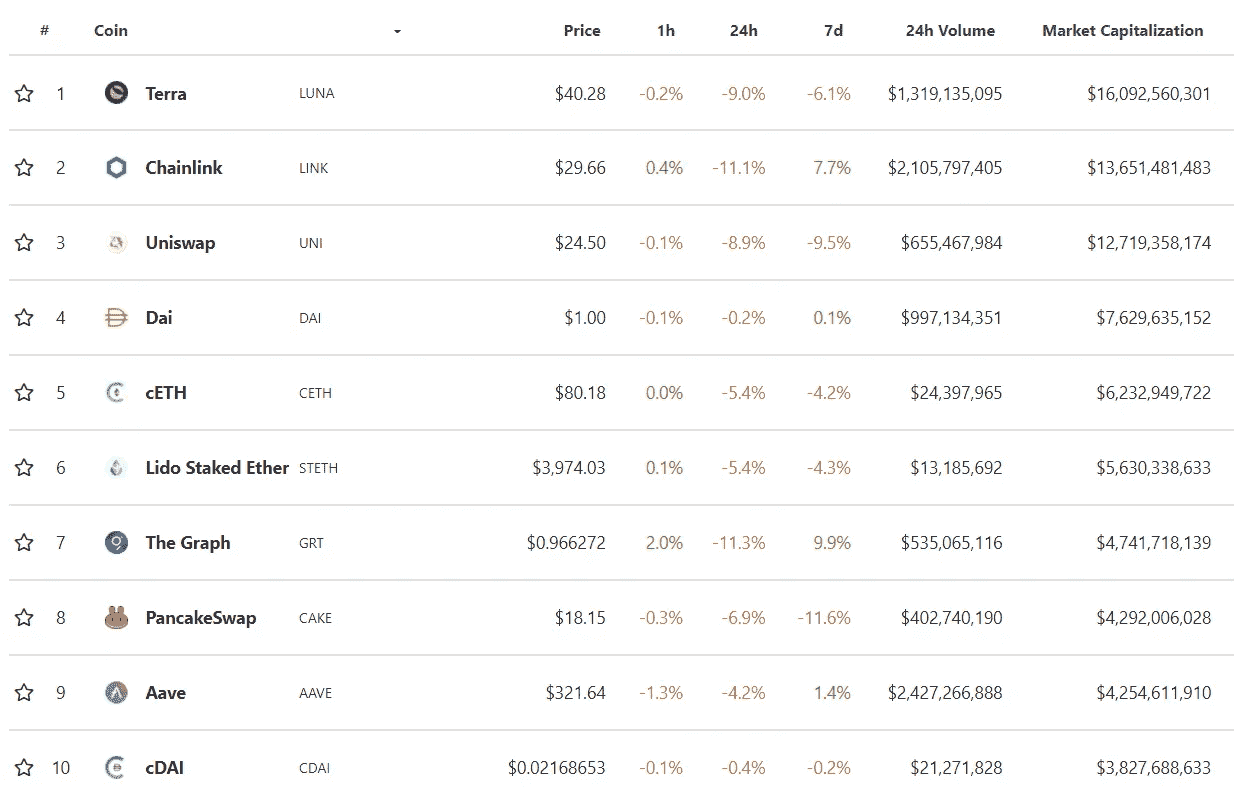 # Coin Price 1h 24h 7d 24h Volume Market Capitalization
1 Terra LUNA $40.28 -0.2% -9.0% -6.1% $1,319,135,095 $16,092,560,301
2 Chainlink LINK $29.66 0.4% -11.1% 7.7% $2,105,797,405 $13,651,481,483
3 Uniswap UNI $24.50 -0.1% -8.9% -9.5% $655,467,984 $12,719,358,174
4 Dai DAI $1.00 -0.1% -0.2% 0.1% $997,134,351 $7,629,635,152
5 cETH CETH $80.18 0.0% -5.4% -4.2% $24,397,965 $6,232,949,722
6 Lido Staked Ether STETH $3,974.03 0.1% -5.4% -4.3% $13,185,692 $5,630,338,633
7 The Graph GRT $0.966272 2.0% -11.3% 9.9% $535,065,116 $4,741,718,139
8 PancakeSwap CAKE $18.15 -0.3% -6.9% -11.6% $402,740,190 $4,292,006,028
9 Aave AAVE $321.64 -1.3% -4.2% 1.4% $2,427,266,888 $4,254,611,910
10 cDAI CDAI $0.02168653 -0.1% -0.4% -0.2% $21,271,828 $3,827,688,633